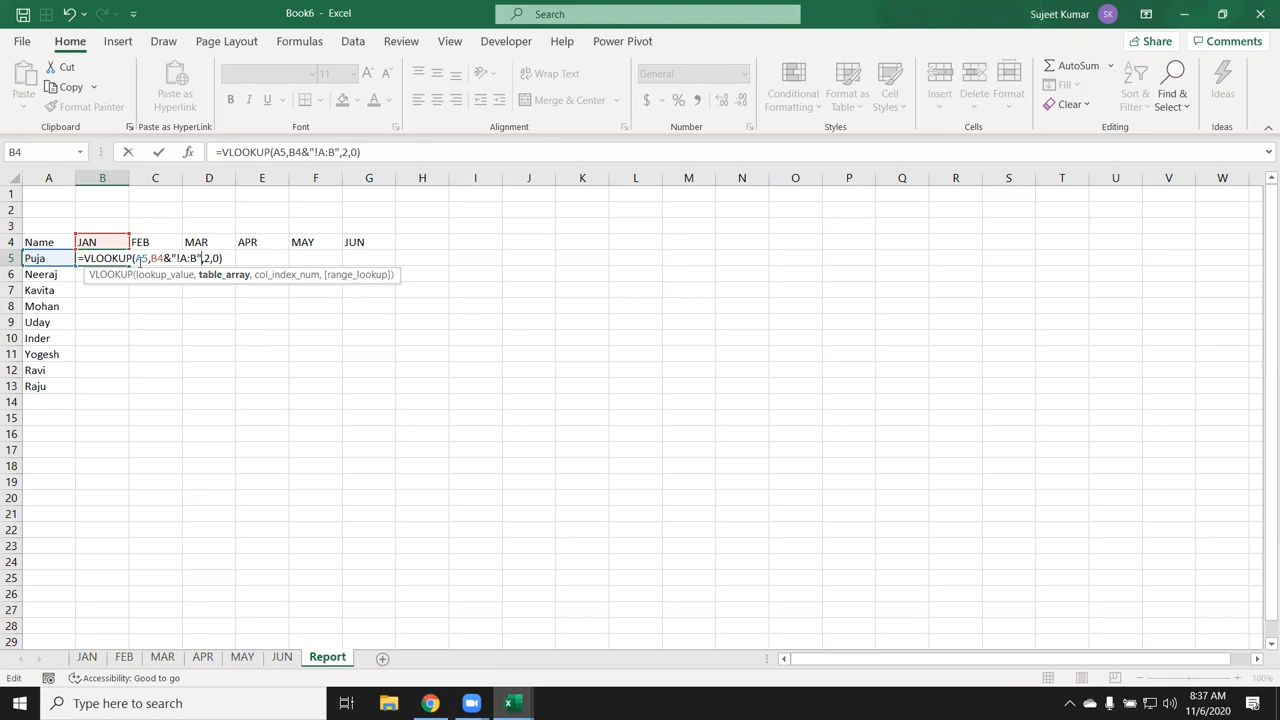 Book6 - Excel
Search
Sujeet Kumar
SK
File Home Insert Draw Page Layout Formulas Data Review View Developer Help Power Pivot
Share
Comments
Paste
Cut
Copy
Format Painter
Clipboard
Paste as
HyperLink
Paste as HyperLink
11
B I U
Font
Wrap Text
Merge & Center
Alignment
General
$ % ,
Number
Conditional
Formatting
Format as
Table
Cell
Styles
Styles
Insert
Delete
Format
Cells
AutoSum
Fill
Clear
Sort &
Filter
Find &
Select
Editing
Ideas
Ideas
B4
fx
=VLOOKUP(A5,B4&"!A:B",2,0)
A B C D E F G H I J K L M N O P Q R S T U V W
1
2
3
4 Name JAN FEB MAR APR MAY JUN
5 Puja =VLOOKUP(A5,B4&"!A:B",2,0)
6 Neeraj VLOOKUP(lookup_value, table_array, col_index_num, [range_lookup])
7 Kavita
8 Mohan
9 Uday
10 Inder
11 Yogesh
12 Ravi
13 Raju
14
15
16
17
18
19
20
21
22
23
24
25
26
27
28
29
JAN FEB MAR APR MAY JUN Report
Edit
Accessibility: Good to go
100%
Type here to search
8:37 AM
11/6/2020